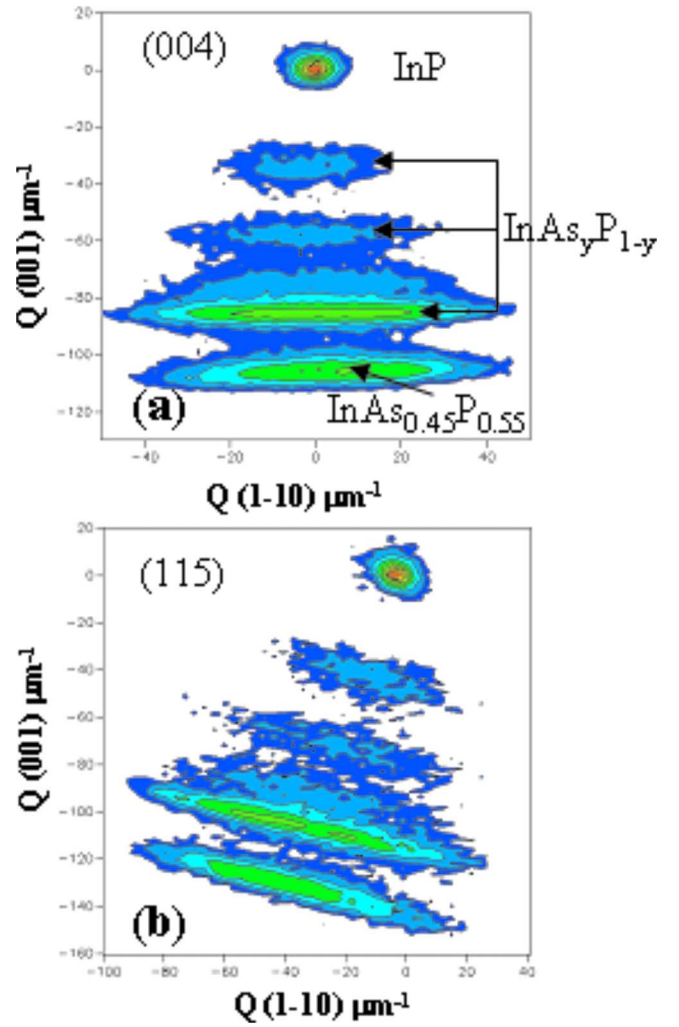 20
(004)
InP
0
−20
−40
Q (001) μm⁻¹
InAsyP1-y
−60
−80
−100
−120
InAs0.45P0.55
(a)
−40 −20 0 20 40
Q (1-10) μm⁻¹
20
(115)
0
−20
−40
Q (001) μm⁻¹
−60
−80
−100
−120
−140
(b)
−160
−100 −80 −60 −40 −20 0 20 40
Q (1-10) μm⁻¹